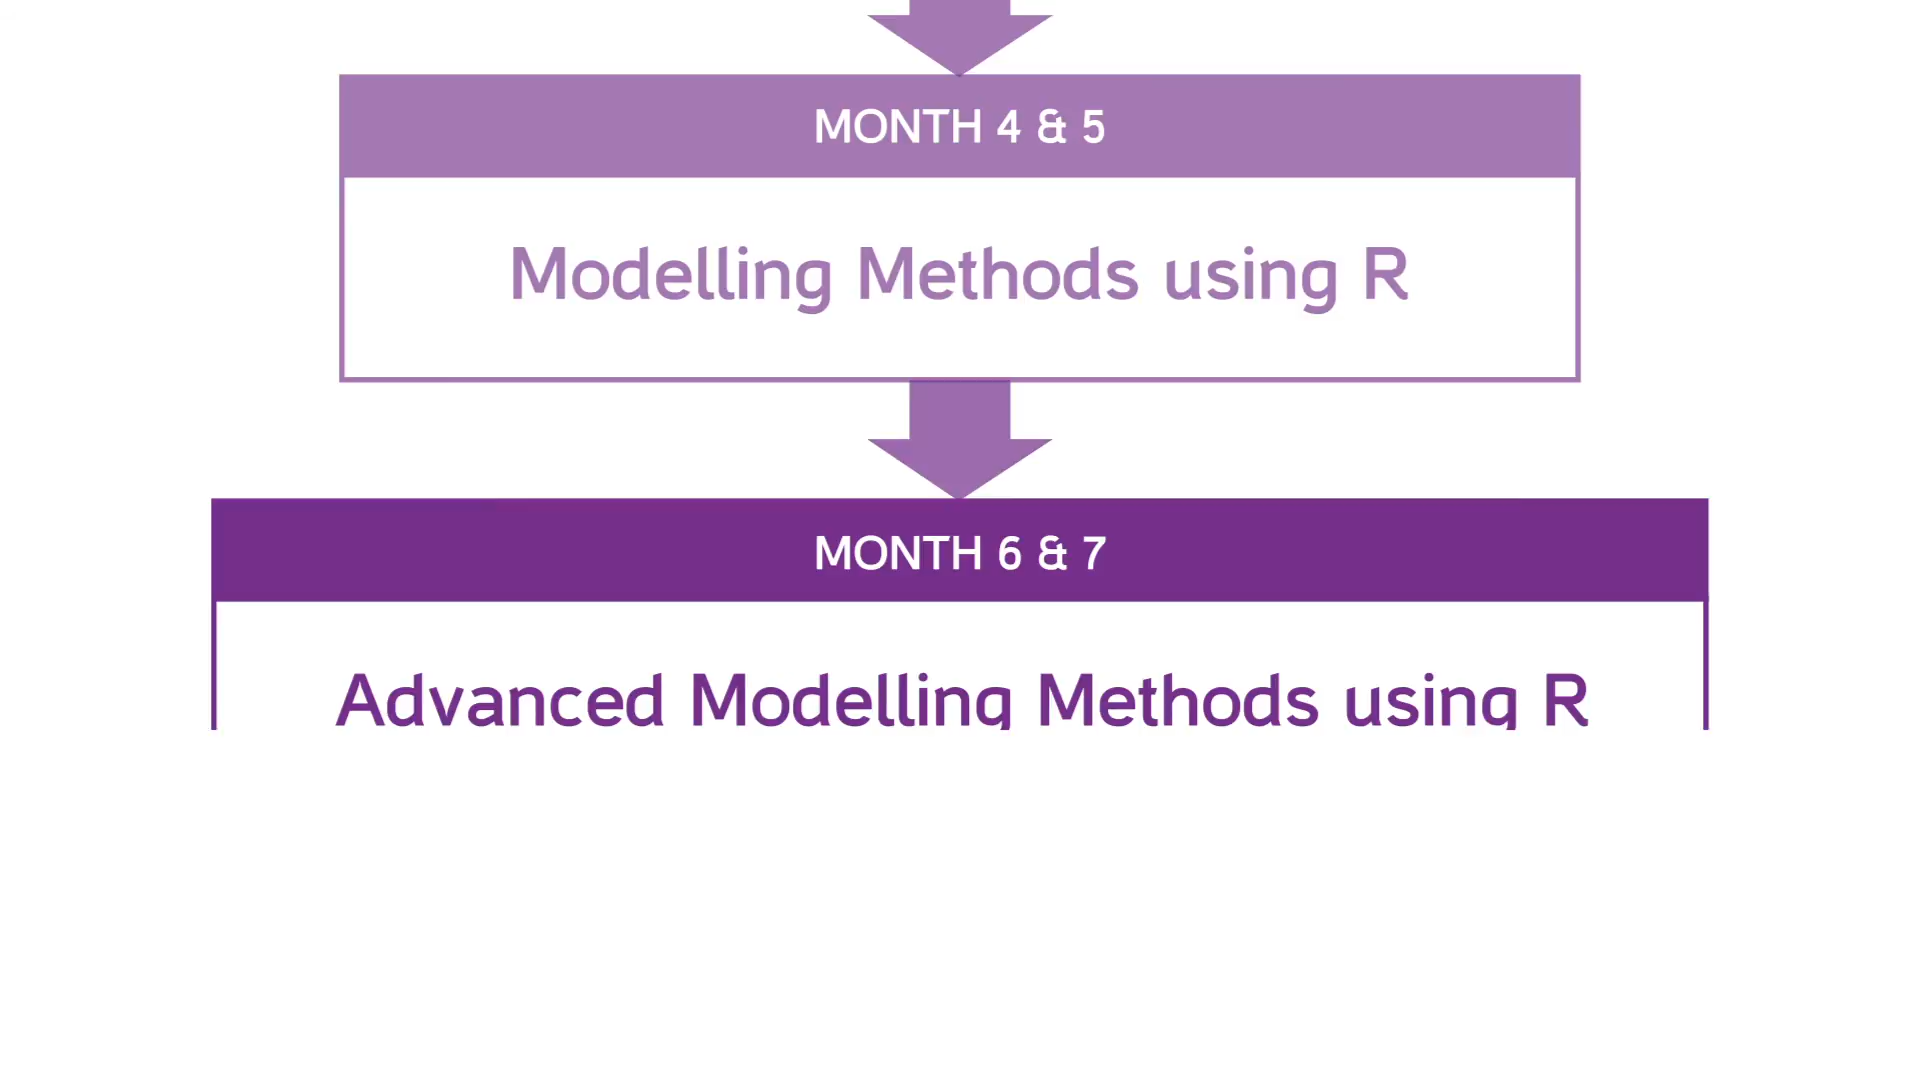 MONTH 4 & 5
Modelling Methods using R
MONTH 6 & 7
Advanced Modelling Methods using R